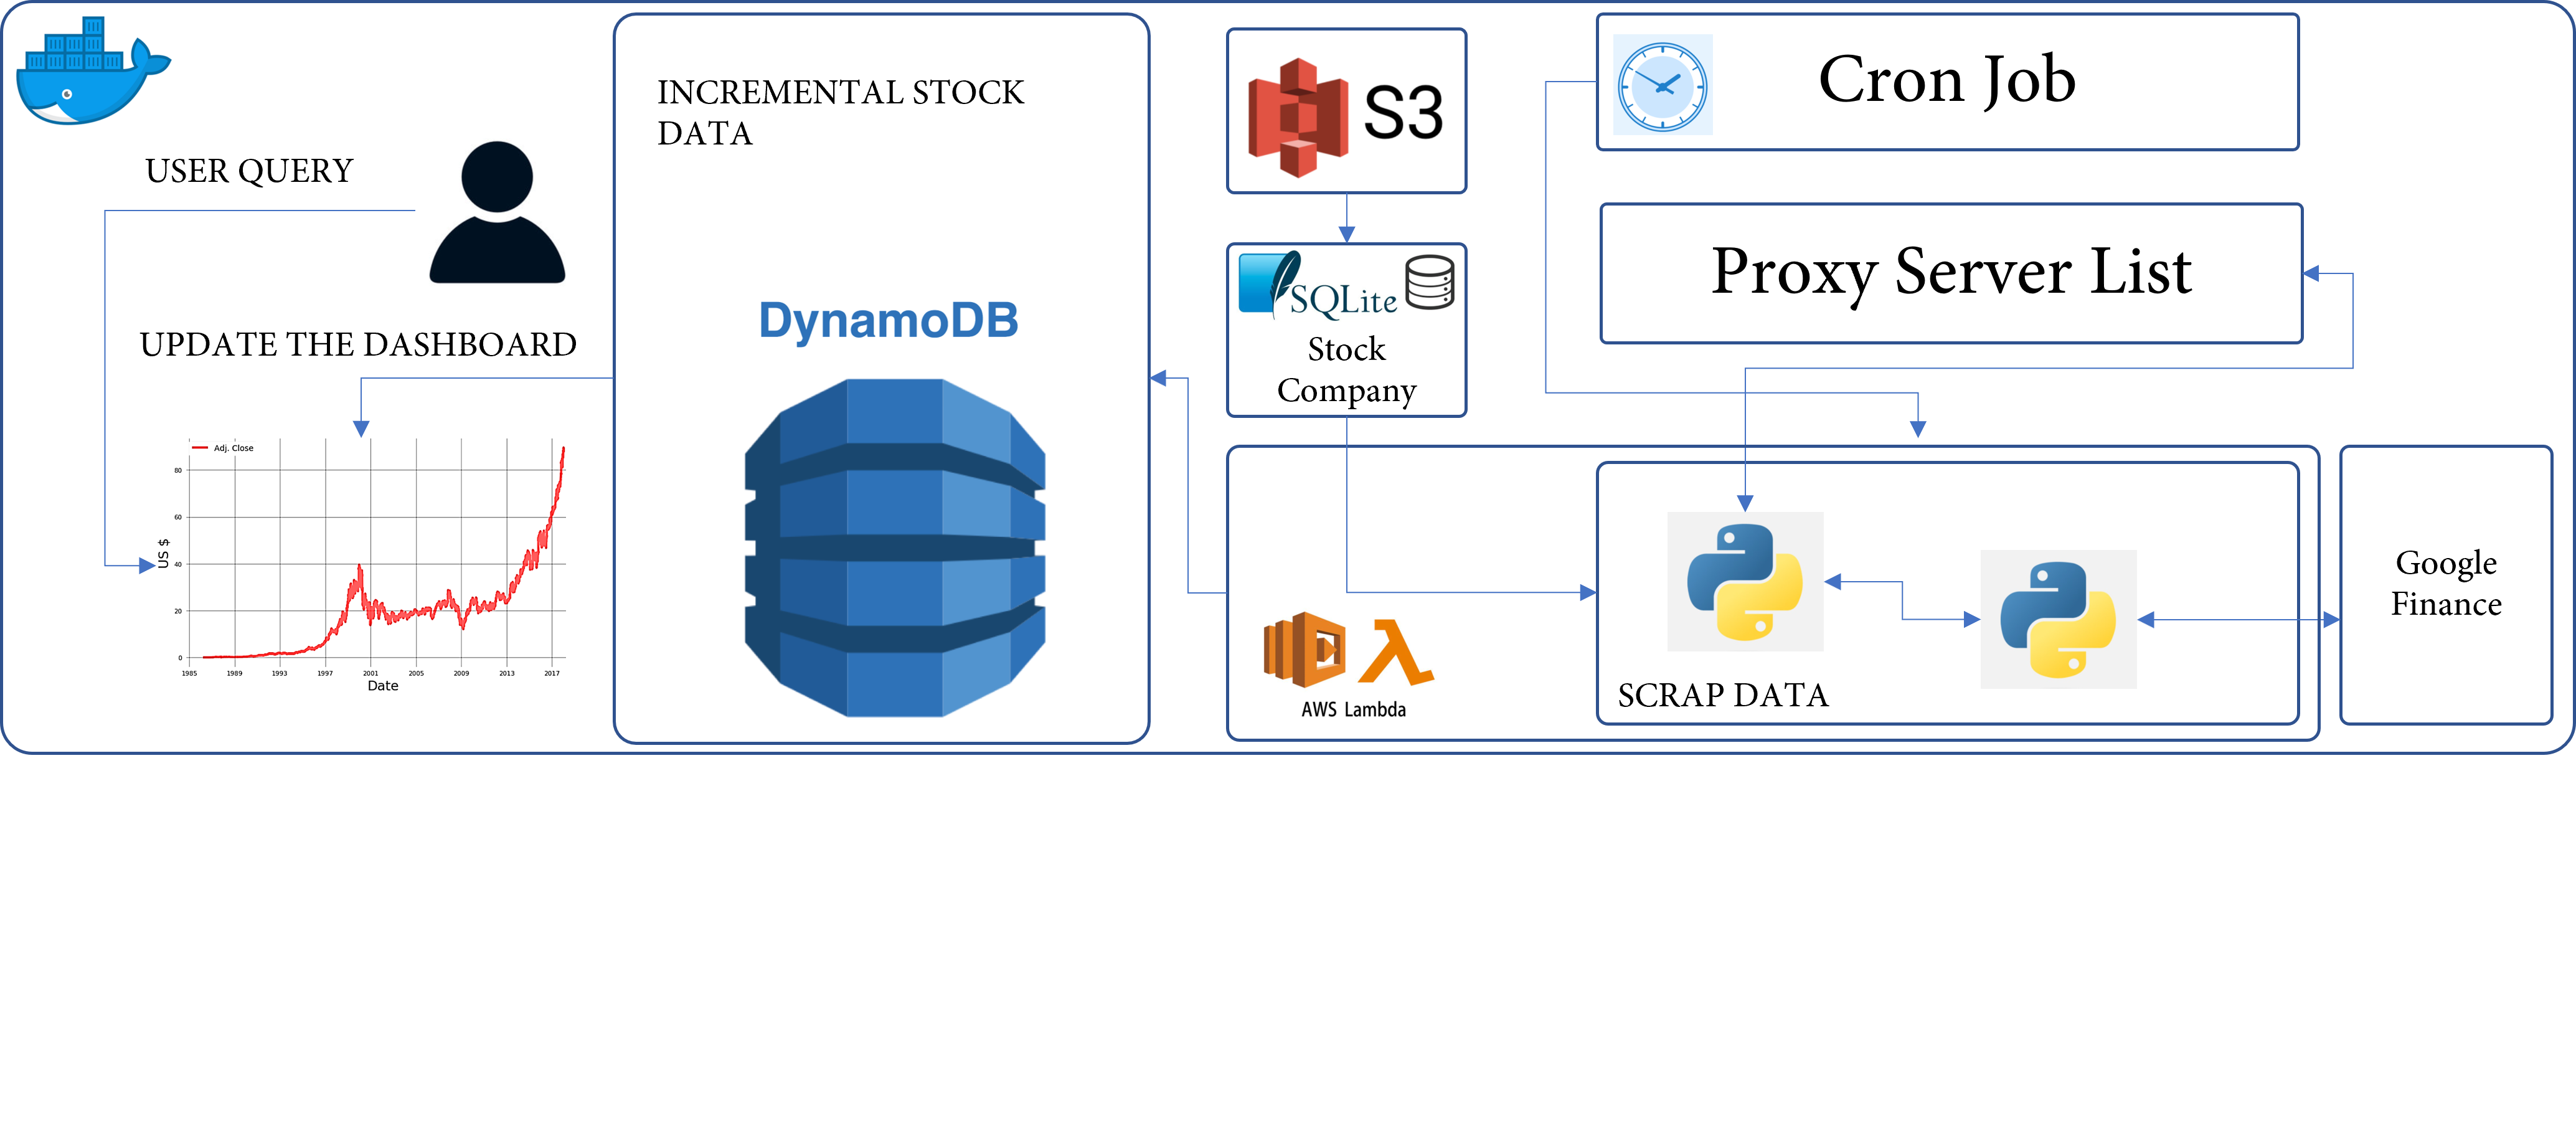 USER QUERY
UPDATE THE DASHBOARD
Adj. Close
80
60
40
20
0
US $
1985 1989 1993 1997 2001 2005 2009 2013 2017
Date
INCREMENTAL STOCK
DATA
DynamoDB
S3
SQLite
Stock
Company
AWS Lambda
Cron Job
Proxy Server List
SCRAP DATA
Google
Finance